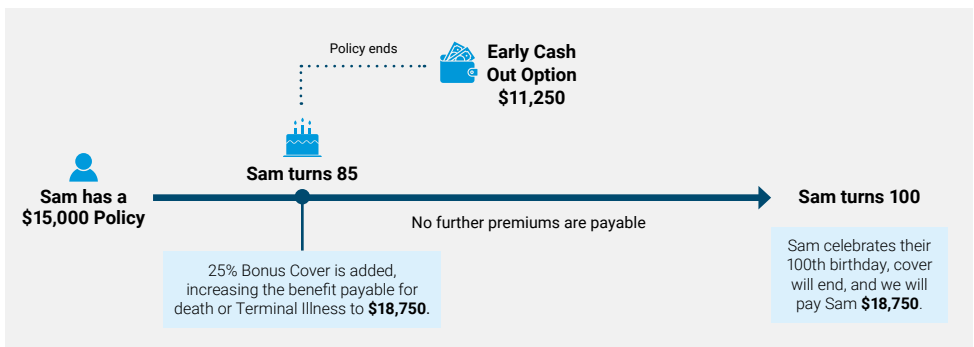 Policy ends
Early Cash
Out Option
$11,250
Sam turns 85
Sam has a
$15,000 Policy
No further premiums are payable
Sam turns 100
25% Bonus Cover is added,
increasing the benefit payable for
death or Terminal Illness to $18,750.
Sam celebrates their
100th birthday, cover
will end, and we will
pay Sam $18,750.